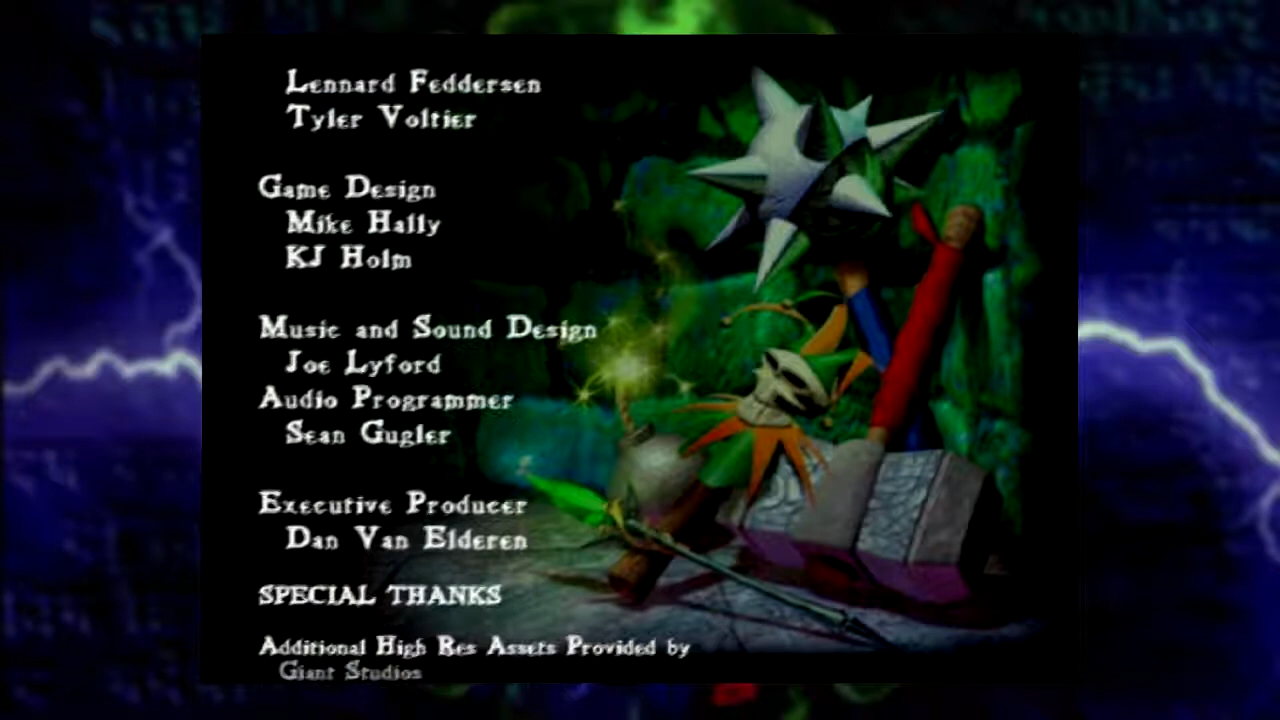 Lennard Feddersen
Tyler Voltier
Game Design
Mike Hally
KJ Holm
Music and Sound Design
Joe Lyford
Audio Programmer
Sean Gugler
Executive Producer
Dan Van Elderen
SPECIAL THANKS
Additional High Res Assets Provided by
Giant Studios